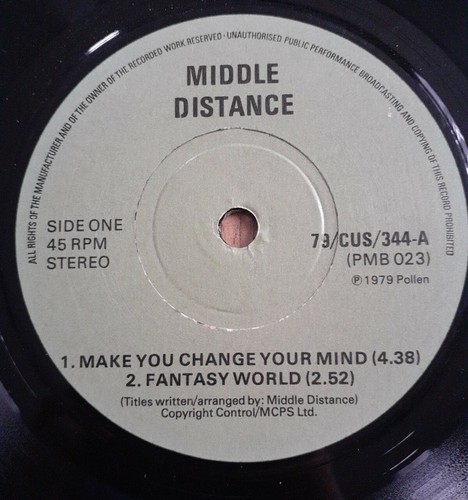 ALL RIGHTS OF THE MANUFACTURER AND OF THE OWNER OF THE RECORDED WORK RESERVED · UNAUTHORISED PUBLIC PERFORMANCE BROADCASTING AND COPYING OF THIS RECORD PROHIBITED
MIDDLE
DISTANCE
SIDE ONE
45 RPM
STEREO
79/CUS/344-A
(PMB 023)
℗ 1979 Pollen
1. MAKE YOU CHANGE YOUR MIND (4.38)
2. FANTASY WORLD (2.52)
(Titles written/arranged by: Middle Distance)
Copyright Control/MCPS Ltd.